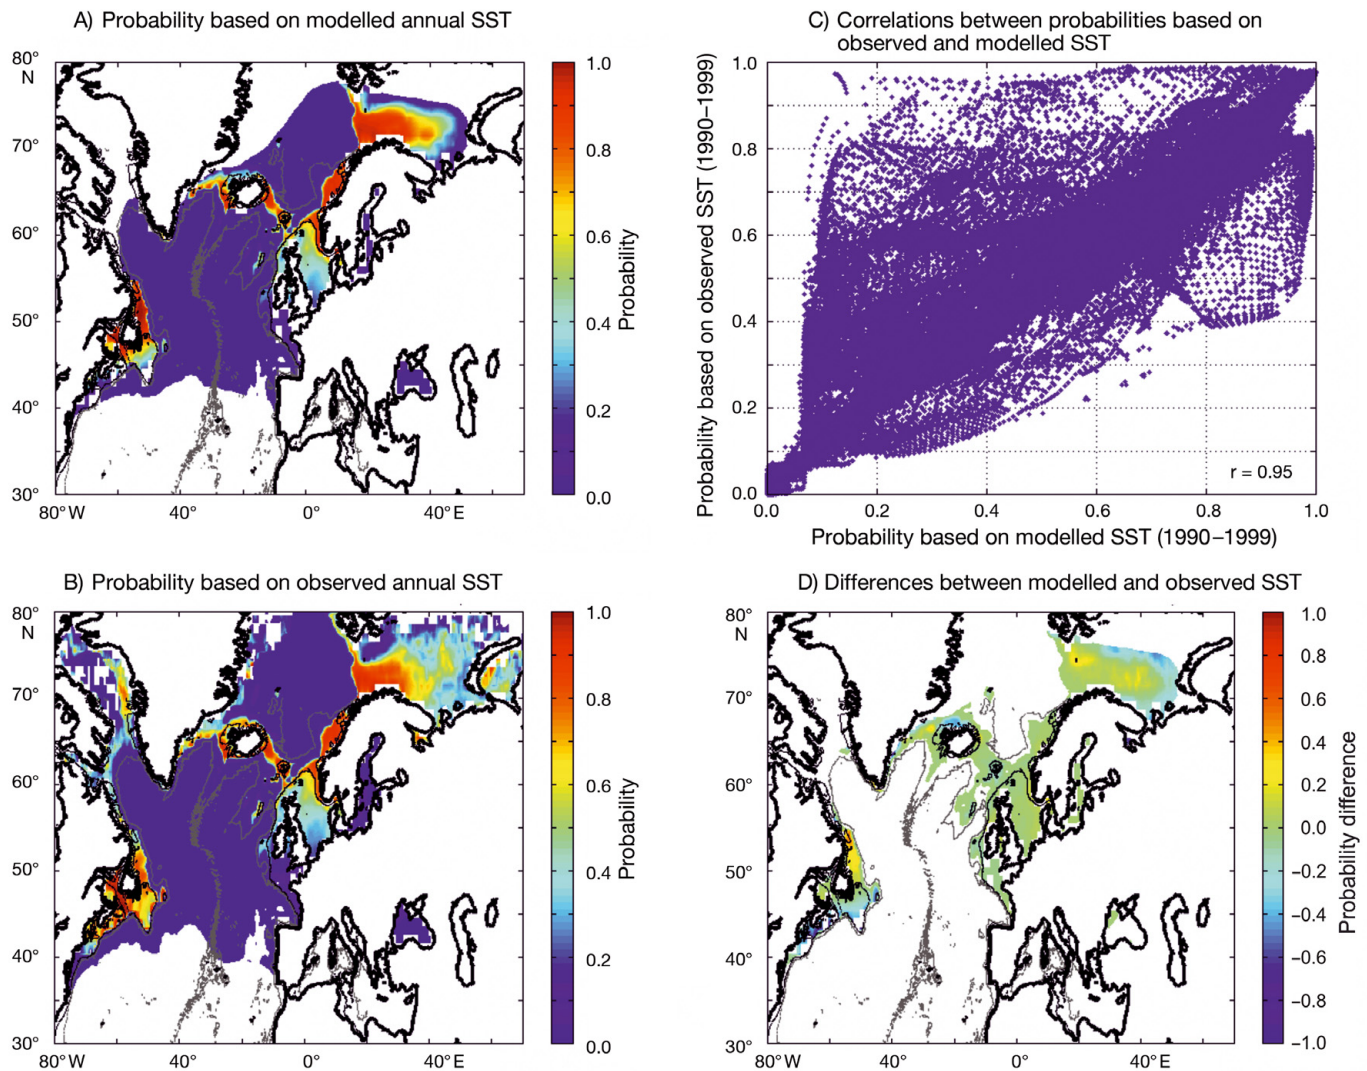 A) Probability based on modelled annual SST
80°
N
70°
60°
50°
40°
30°
80°W
40°
0°
40°E
1.0
0.8
0.6
0.4
0.2
0.0
Probability
C) Correlations between probabilities based on
observed and modelled SST
Probability based on observed SST (1990–1999)
1.0
0.8
0.6
0.4
0.2
0.0
r = 0.95
0.0
0.2
0.4
0.6
0.8
1.0
Probability based on modelled SST (1990–1999)
B) Probability based on observed annual SST
80°
N
70°
60°
50°
40°
30°
80°W
40°
0°
40°E
1.0
0.8
0.6
0.4
0.2
0.0
Probability
D) Differences between modelled and observed SST
80°
N
70°
60°
50°
40°
30°
80°W
40°
0°
40°E
1.0
0.8
0.6
0.4
0.2
0.0
−0.2
−0.4
−0.6
−0.8
−1.0
Probability difference